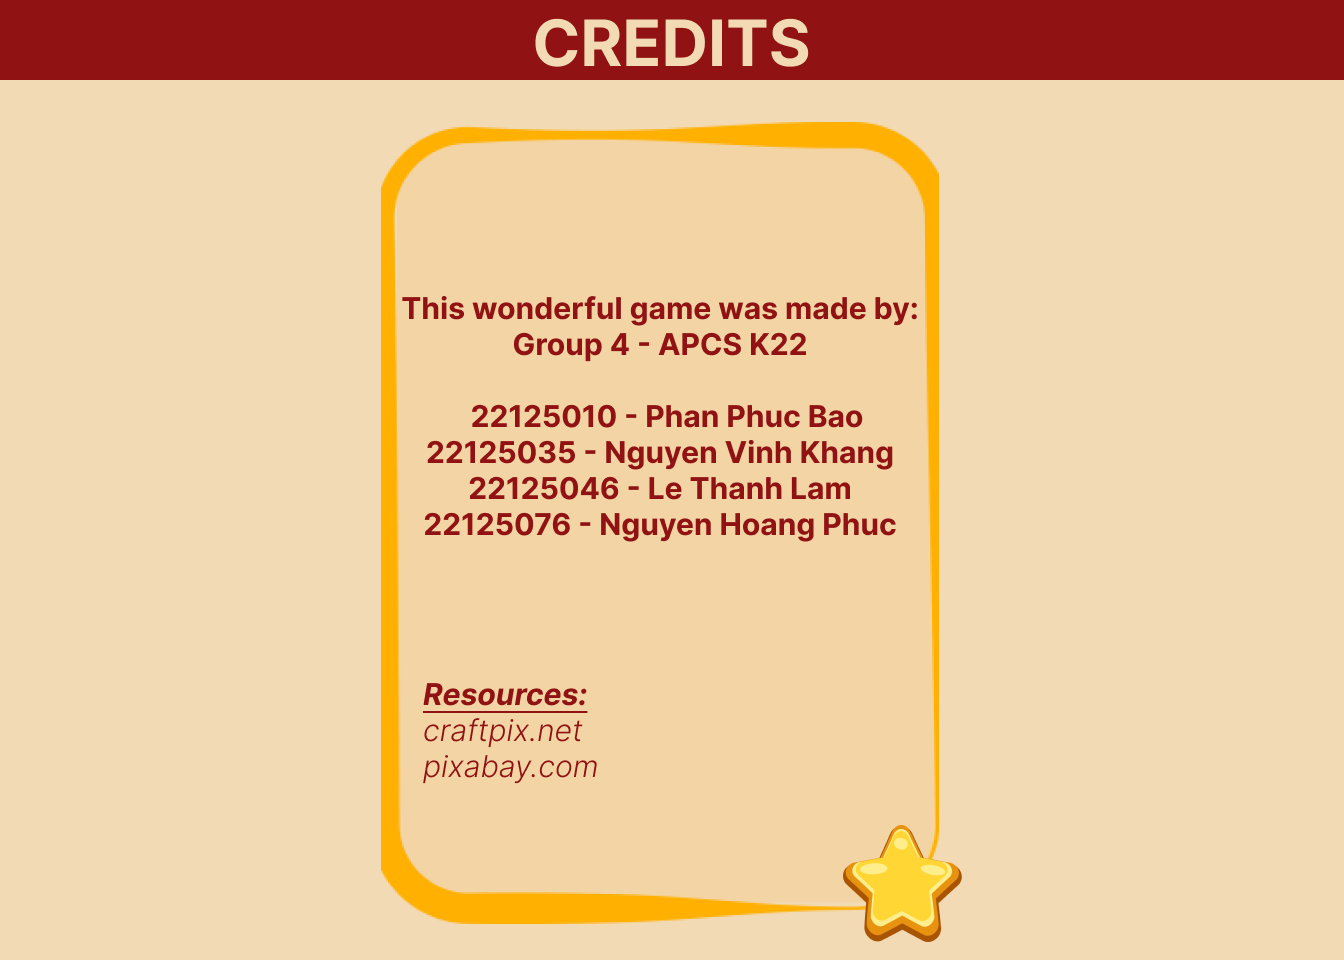 CREDITS
This wonderful game was made by:
Group 4 - APCS K22
22125010 - Phan Phuc Bao
22125035 - Nguyen Vinh Khang
22125046 - Le Thanh Lam
22125076 - Nguyen Hoang Phuc
Resources:
craftpix.net
pixabay.com